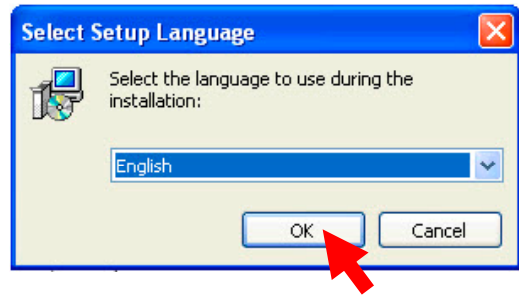 Select Setup Language
Select the language to use during the
installation:
English
OK
Cancel